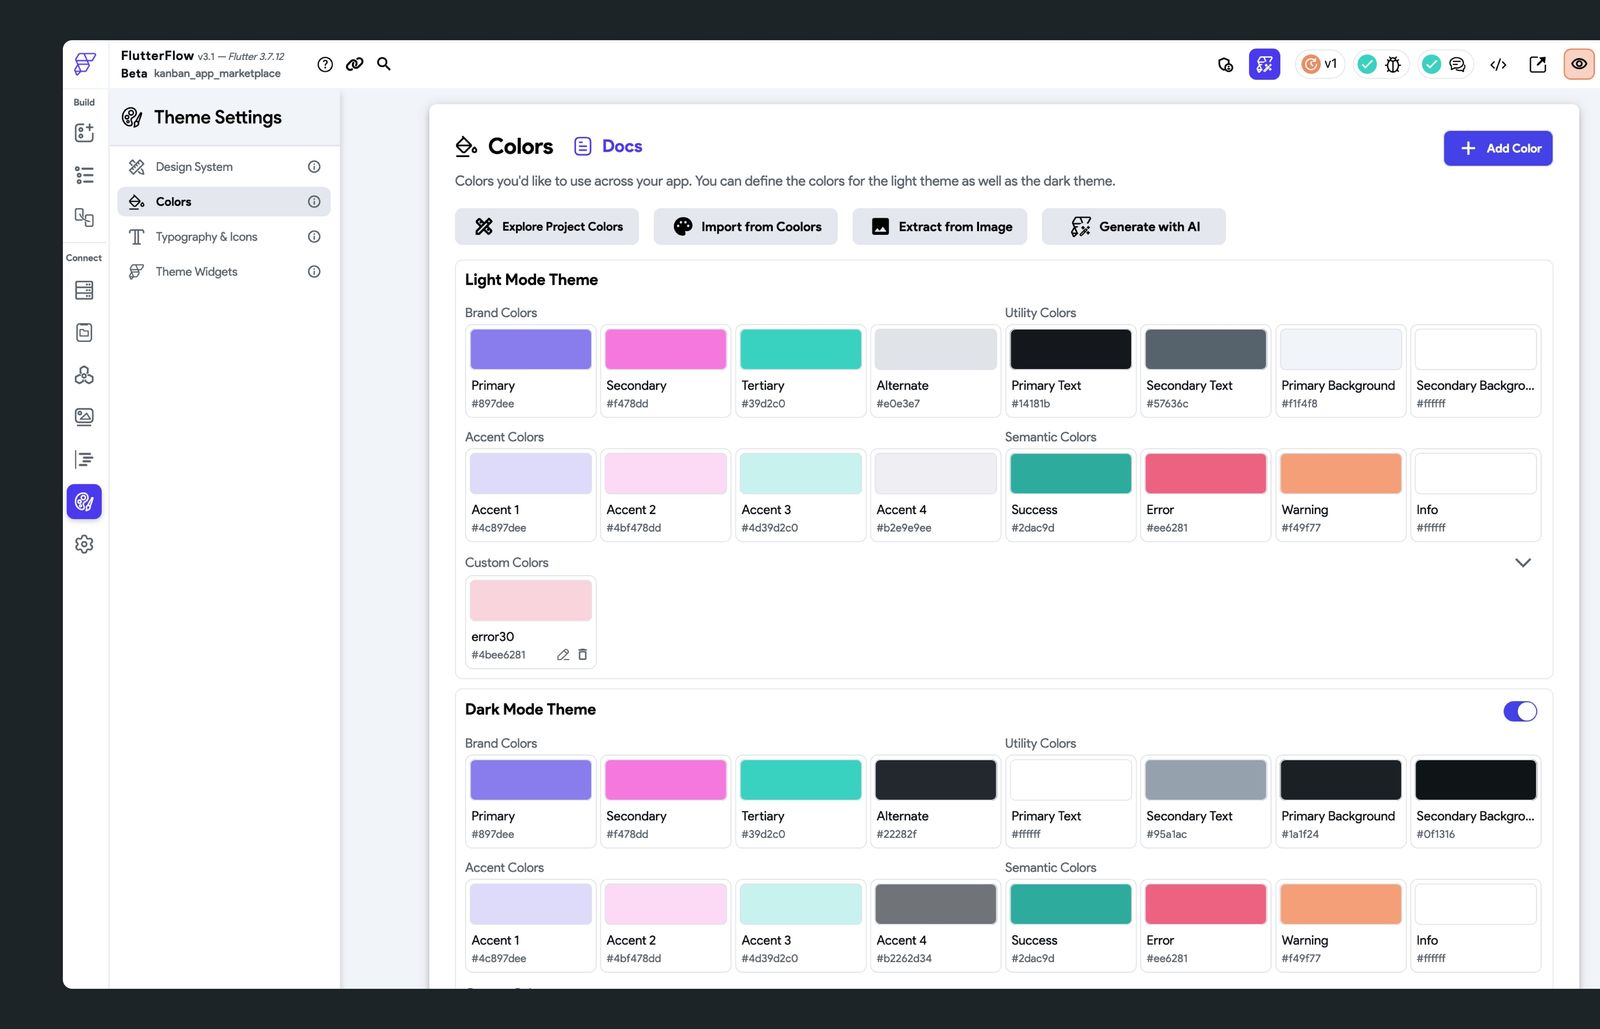 FlutterFlow v3.1 — Flutter 3.7.12
Beta kanban_app_marketplace
v1
Build
Connect
Theme Settings
Design System
Colors
Typography & Icons
Theme Widgets
Colors
Docs
Add Color
Colors you'd like to use across your app. You can define the colors for the light theme as well as the dark theme.
Explore Project Colors
Import from Coolors
Extract from Image
Generate with AI
Light Mode Theme
Brand Colors
Utility Colors
Primary
Secondary
Tertiary
Alternate
Primary Text
Secondary Text
Primary Background
Secondary Backgro...
#897dee
#f478dd
#39d2c0
#e0e3e7
#14181b
#57636c
#f1f4f8
#ffffff
Accent Colors
Semantic Colors
Accent 1
Accent 2
Accent 3
Accent 4
Success
Error
Warning
Info
#4c897dee
#4bf478dd
#4d39d2c0
#b2e9e9ee
#2dac9d
#ee6281
#f49f77
#ffffff
Custom Colors
error30
#4bee6281
Dark Mode Theme
Brand Colors
Utility Colors
Primary
Secondary
Tertiary
Alternate
Primary Text
Secondary Text
Primary Background
Secondary Backgro...
#897dee
#f478dd
#39d2c0
#22282f
#ffffff
#95a1ac
#1a1f24
#0f1316
Accent Colors
Semantic Colors
Accent 1
Accent 2
Accent 3
Accent 4
Success
Error
Warning
Info
#4c897dee
#4bf478dd
#4d39d2c0
#b2262d34
#2dac9d
#ee6281
#f49f77
#ffffff